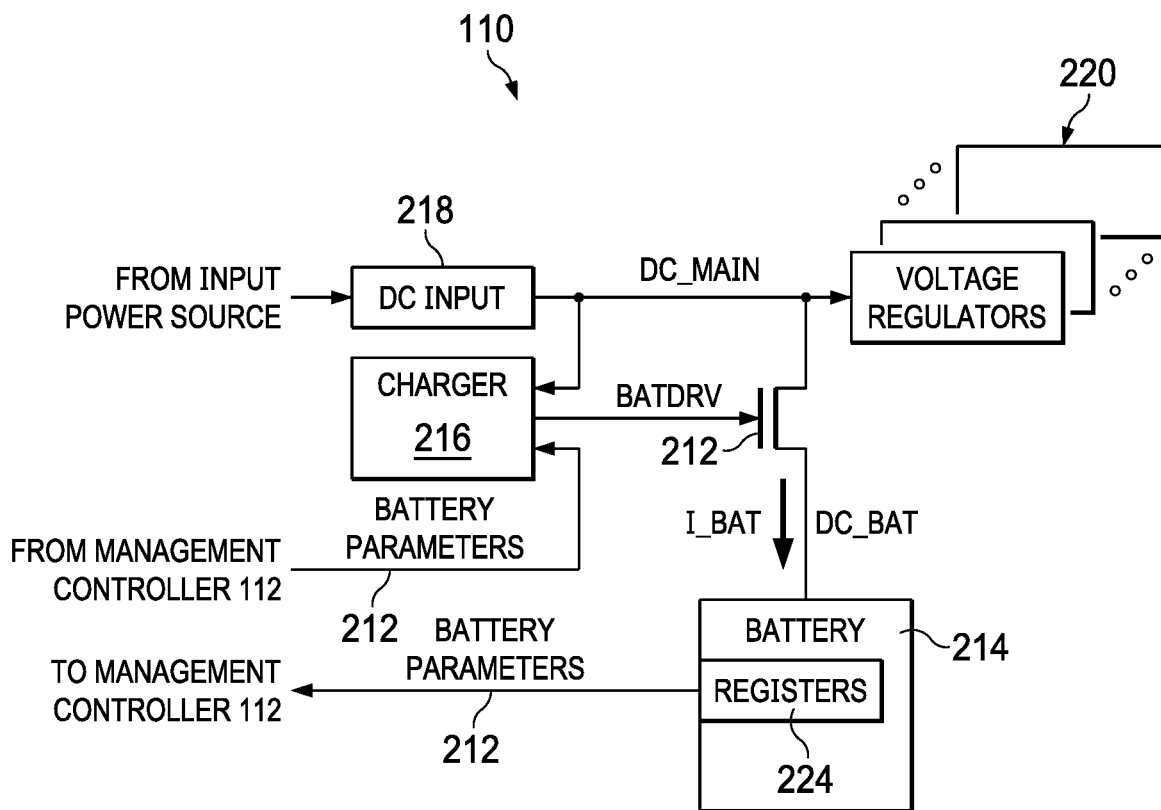 110
220
218
FROM INPUT
POWER SOURCE
DC INPUT
DC_MAIN
VOLTAGE
REGULATORS
CHARGER
216
BATDRV
212
I_BAT
DC_BAT
BATTERY
PARAMETERS
FROM MANAGEMENT
CONTROLLER 112
212
BATTERY
214
BATTERY
PARAMETERS
TO MANAGEMENT
CONTROLLER 112
212
REGISTERS
224